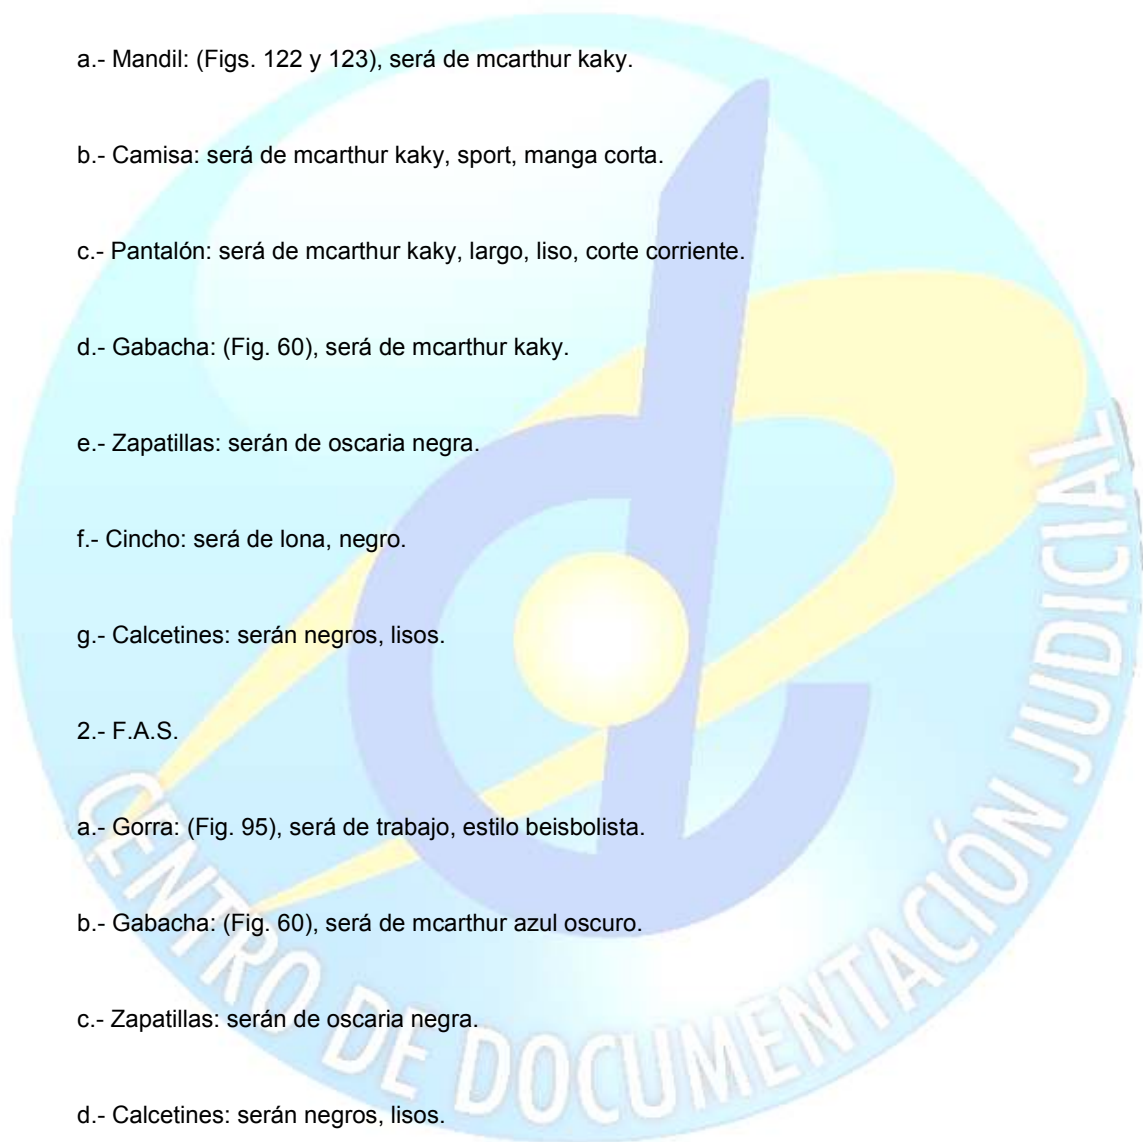 a.- Mandil: (Figs. 122 y 123), será de mcarthur kaky.
b.- Camisa: será de mcarthur kaky, sport, manga corta.
c.- Pantalón: será de mcarthur kaky, largo, liso, corte corriente.
d.- Gabacha: (Fig. 60), será de mcarthur kaky.
e.- Zapatillas: serán de oscaria negra.
f.- Cincho: será de lona, negro.
g.- Calcetines: serán negros, lisos.
2.- F.A.S.
a.- Gorra: (Fig. 95), será de trabajo, estilo beisbolista.
b.- Gabacha: (Fig. 60), será de mcarthur azul oscuro.
c.- Zapatillas: serán de oscaria negra.
d.- Calcetines: serán negros, lisos.
CENTRO DE DOCUMENTACIÓN JUDICIAL